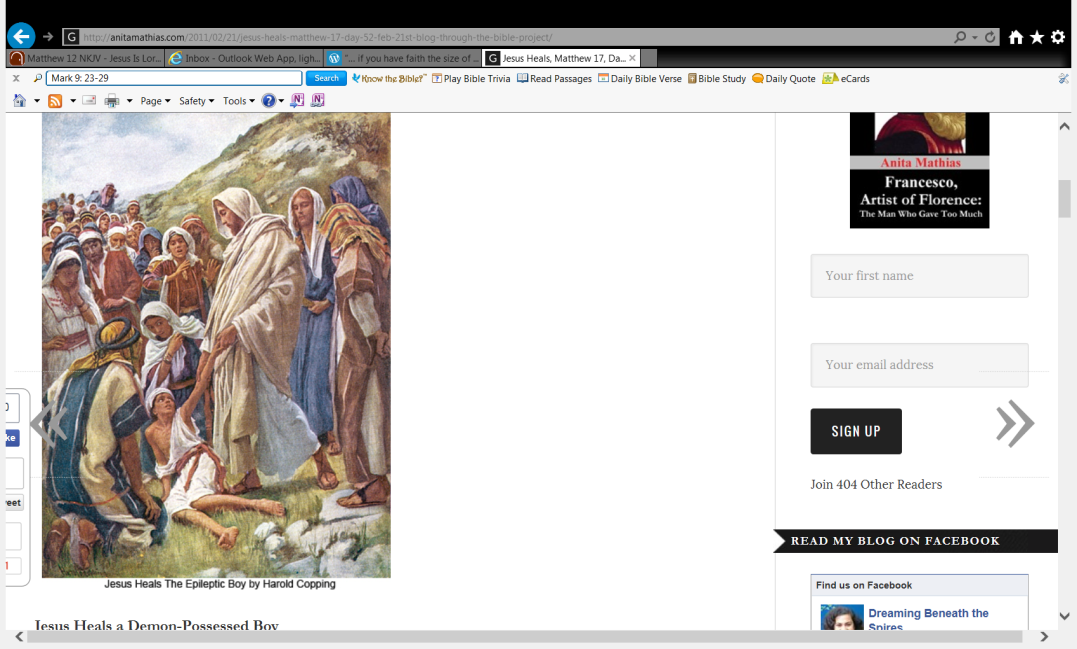 http://anitamathias.com/2011/02/21/jesus-heals-matthew-17-day-52-feb-21st-blog-through-the-bible-project/
Matthew 12 NKJV - Jesus Is Lor...
Inbox - Outlook Web App, ligh...
"... if you have faith the size of ...
G Jesus Heals, Matthew 17, Da... ×
x Mark 9: 23-29 Search Know the Bible? Play Bible Trivia Read Passages Daily Bible Verse Bible Study Daily Quote eCards
Page Safety Tools
Anita Mathias
Francesco,
Artist of Florence:
The Man Who Gave Too Much
Your first name
Your email address
SIGN UP
Join 404 Other Readers
READ MY BLOG ON FACEBOOK
Find us on Facebook
Dreaming Beneath the
Spires
0
ke
eet
1
Jesus Heals The Epileptic Boy by Harold Copping
Jesus Heals a Demon-Possessed Boy